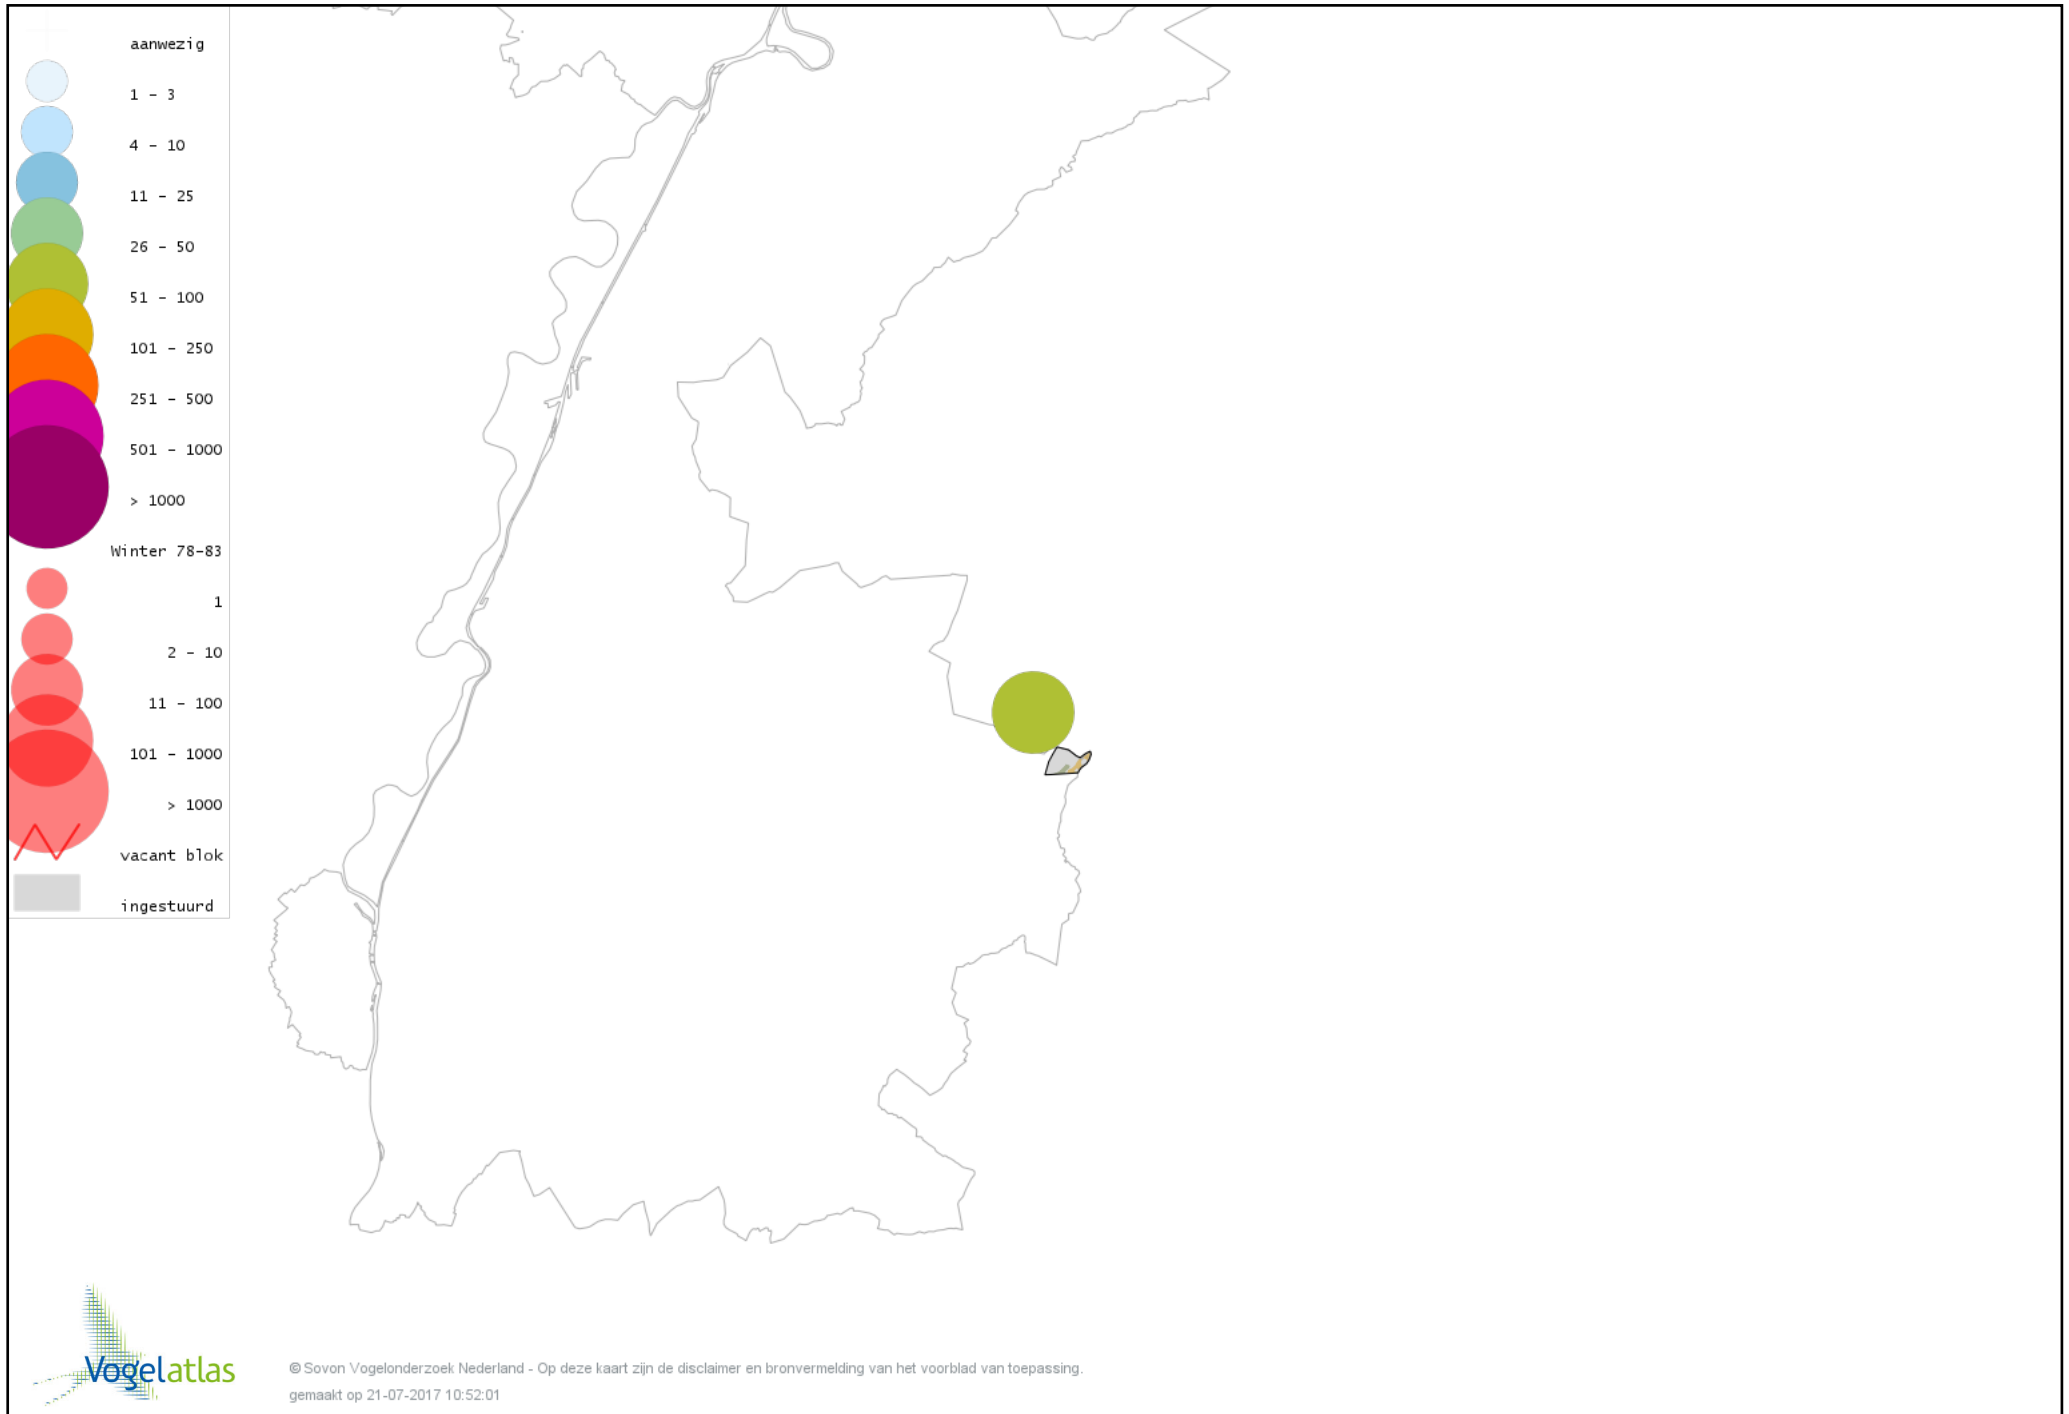 aanwezig
1 - 3
4 - 10
11 - 25
26 - 50
51 - 100
101 - 250
251 - 500
501 - 1000
> 1000
Winter 78-83
1
2 - 10
11 - 100
101 - 1000
> 1000
vacant blok
ingestuurd
Vogelatlas
© Sovon Vogelonderzoek Nederland - Op deze kaart zijn de disclaimer en bronvermelding van het voorblad van toepassing.
gemaakt op 21-07-2017 10:52:01